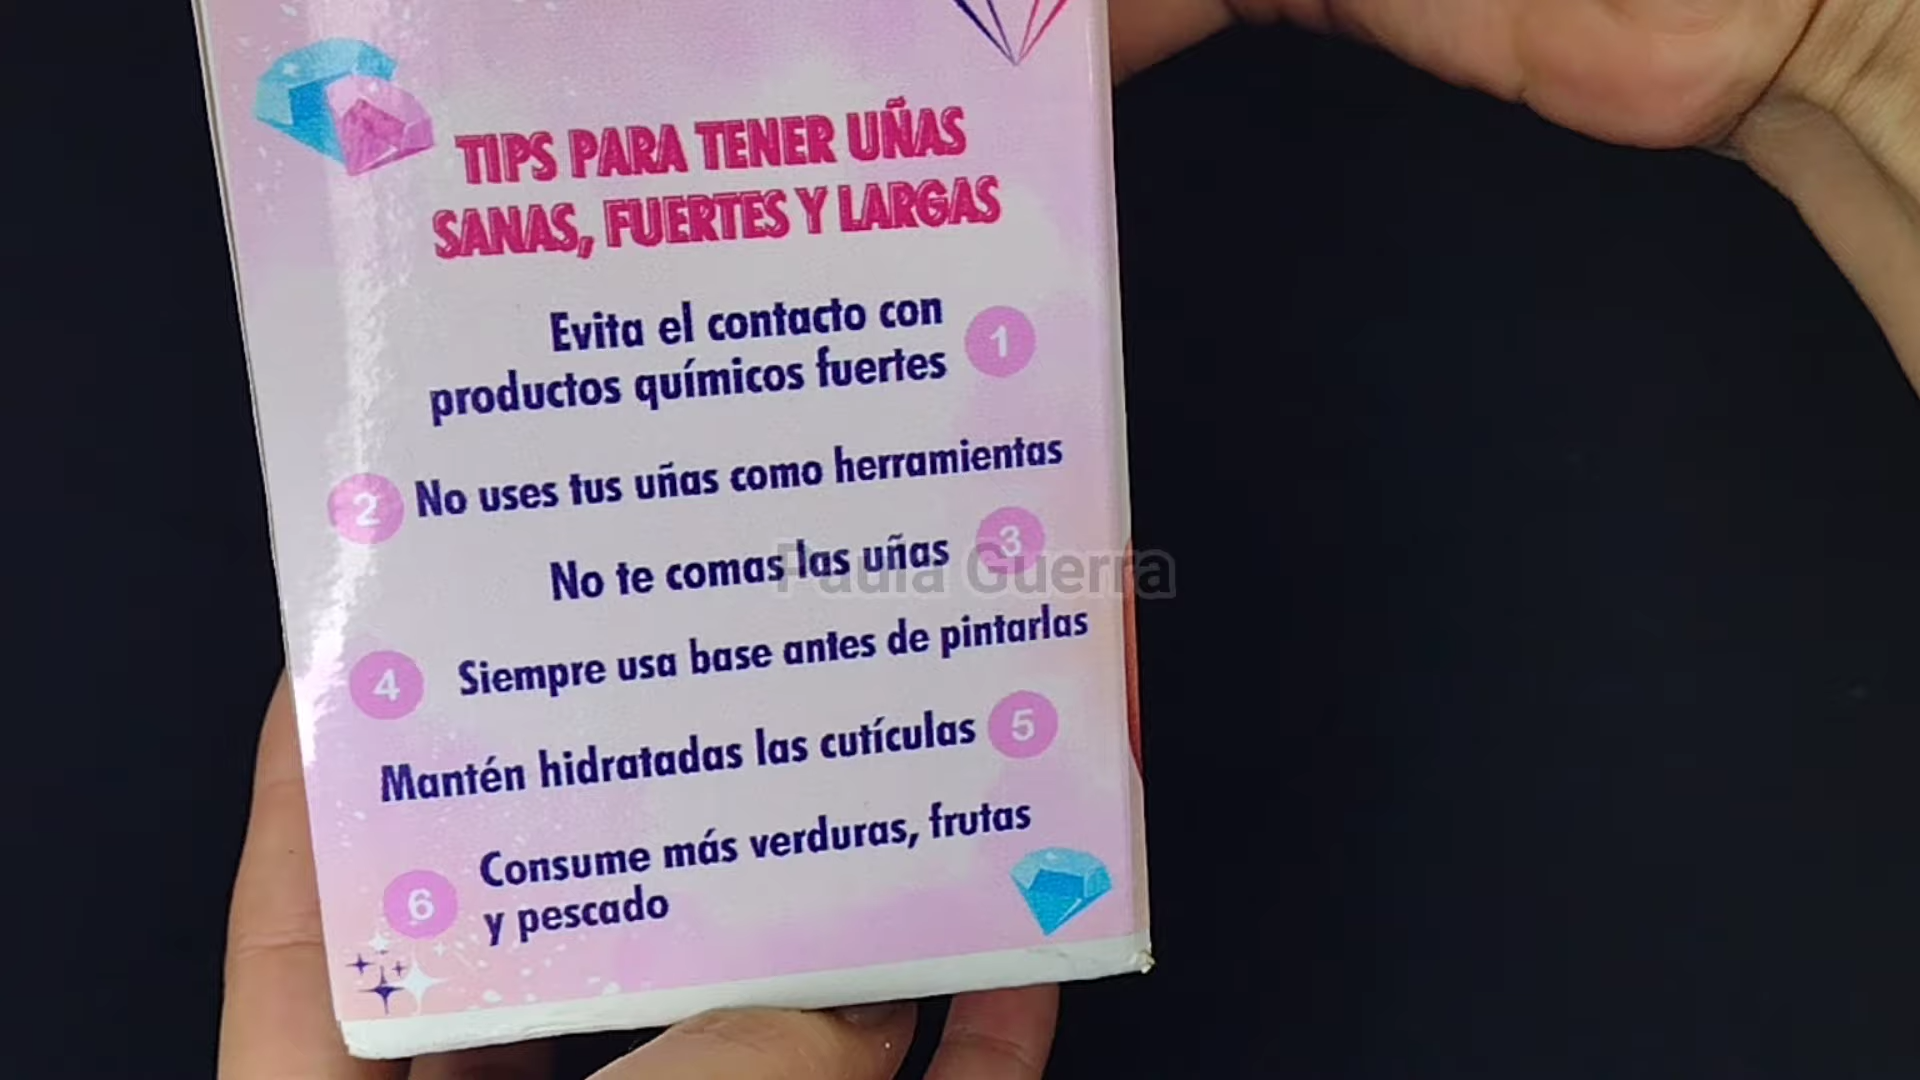 TIPS PARA TENER UÑAS
SANAS, FUERTES Y LARGAS
Evita el contacto con
productos químicos fuertes
1
2 No uses tus uñas como herramientas
No te comas las uñas 3
Paula Guerra
4 Siempre usa base antes de pintarlas
Mantén hidratadas las cutículas 5
6 Consume más verduras, frutas
y pescado